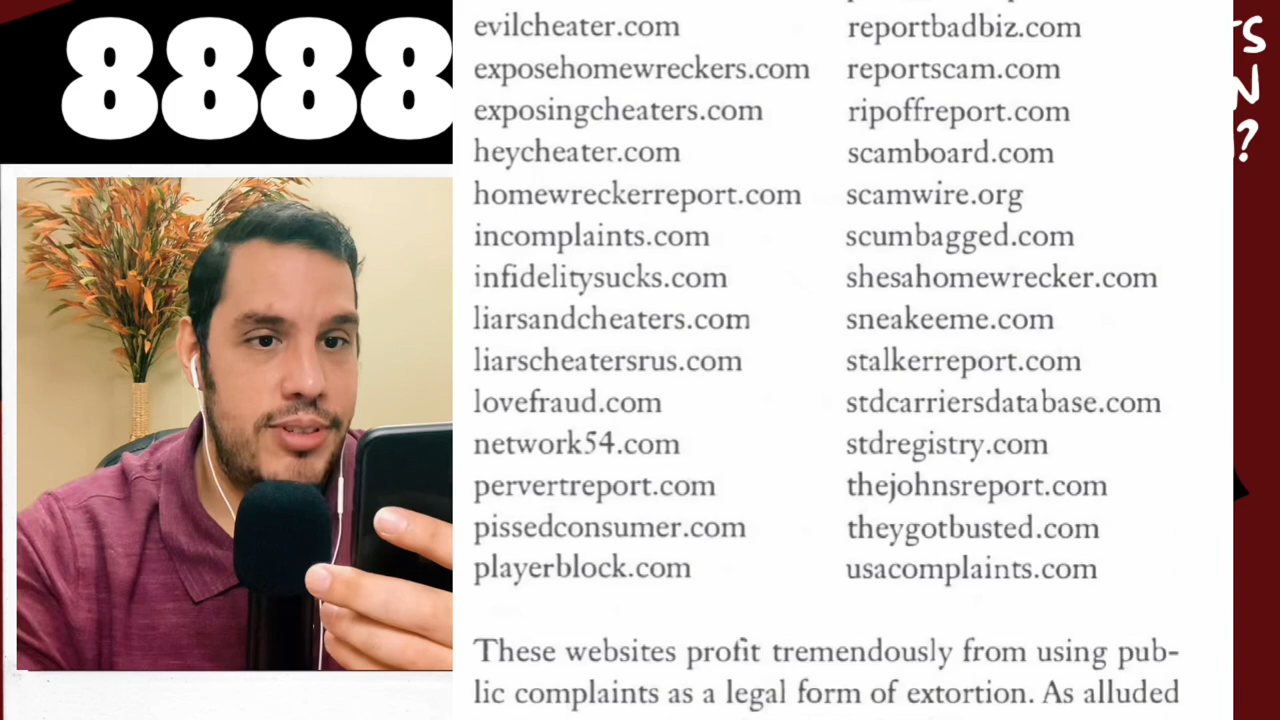 8888
TS
N
?
evilcheater.com
exposehomewreckers.com
exposingcheaters.com
heycheater.com
homewreckerreport.com
incomplaints.com
infidelitysucks.com
liarsandcheaters.com
liarscheatersrus.com
lovefraud.com
network54.com
pervertreport.com
pissedconsumer.com
playerblock.com
reportbadbiz.com
reportscam.com
ripoffreport.com
scamboard.com
scamwire.org
scumbagged.com
shesahomewrecker.com
sneakeeme.com
stalkerreport.com
stdcarriersdatabase.com
stdregistry.com
thejohnsreport.com
theygotbusted.com
usacomplaints.com
These websites profit tremendously from using pub-
lic complaints as a legal form of extortion. As alluded